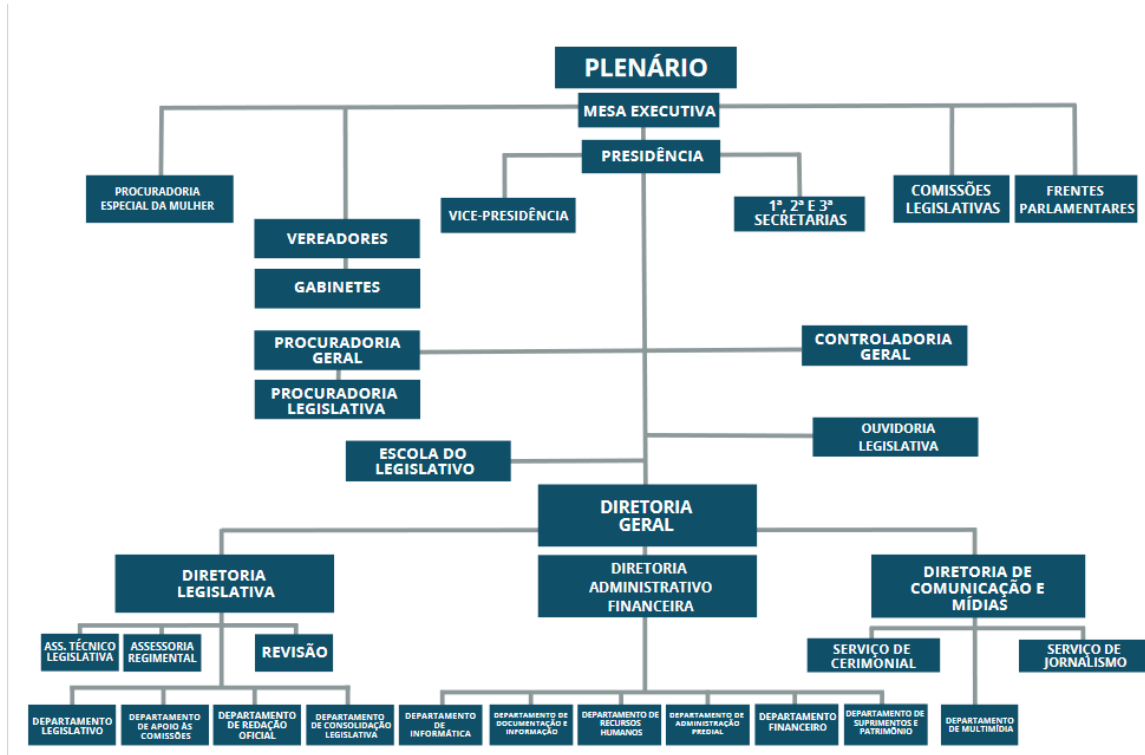 PLENÁRIO
MESA EXECUTIVA
PRESIDÊNCIA
PROCURADORIA
ESPECIAL DA MULHER
VICE-PRESIDÊNCIA
1ª, 2ª E 3ª
SECRETARIAS
COMISSÕES
LEGISLATIVAS
FRENTES
PARLAMENTARES
VEREADORES
GABINETES
PROCURADORIA
GERAL
CONTROLADORIA
GERAL
PROCURADORIA
LEGISLATIVA
OUVIDORIA
LEGISLATIVA
ESCOLA DO
LEGISLATIVO
DIRETORIA
GERAL
DIRETORIA
LEGISLATIVA
DIRETORIA
ADMINISTRATIVO
FINANCEIRA
DIRETORIA DE
COMUNICAÇÃO E
MÍDIAS
ASS. TÉCNICO
LEGISLATIVA
ASSESSORIA
REGIMENTAL
REVISÃO
SERVIÇO DE
CERIMONIAL
SERVIÇO DE
JORNALISMO
DEPARTAMENTO
LEGISLATIVO
DEPARTAMENTO
DE APOIO ÀS
COMISSÕES
DEPARTAMENTO
DE REDAÇÃO
OFICIAL
DEPARTAMENTO
DE CONSOLIDAÇÃO
LEGISLATIVA
DEPARTAMENTO
DE
INFORMÁTICA
DEPARTAMENTO DE
DOCUMENTAÇÃO E
INFORMAÇÃO
DEPARTAMENTO DE
RECURSOS
HUMANOS
DEPARTAMENTO DE
ADMINISTRAÇÃO
PREDIAL
DEPARTAMENTO
FINANCEIRO
DEPARTAMENTO DE
SUPRIMENTOS E
PATRIMÔNIO
DEPARTAMENTO
DE MULTIMÍDIA